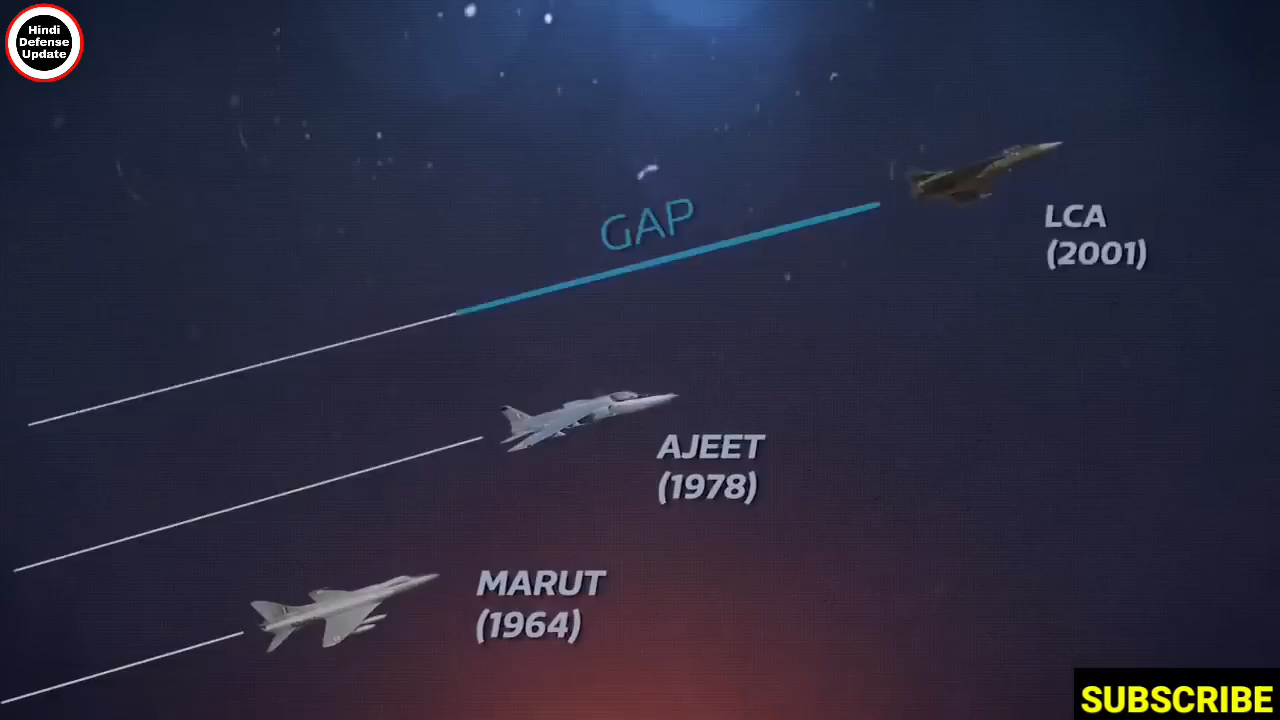 Hindi
Defense
Update
GAP
LCA
(2001)
AJEET
(1978)
MARUT
(1964)
SUBSCRIBE